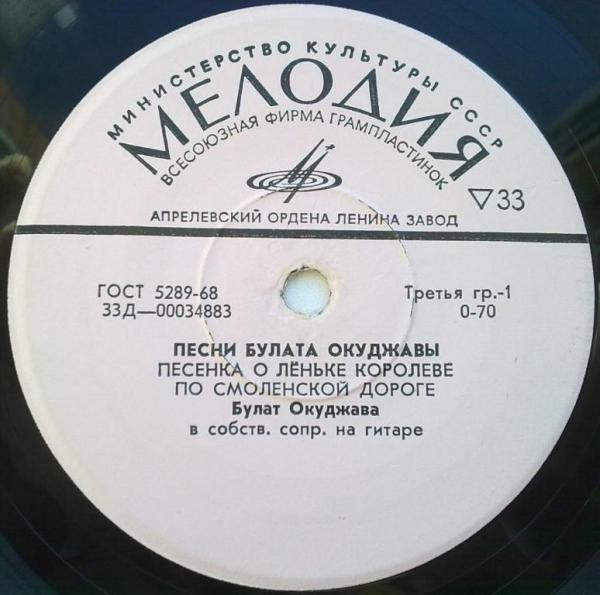 МИНИСТЕРСТВО КУЛЬТУРЫ СССР
МЕЛОДИЯ
ВСЕСОЮЗНАЯ ФИРМА ГРАМПЛАСТИНОК
▽33
АПРЕЛЕВСКИЙ ОРДЕНА ЛЕНИНА ЗАВОД
ГОСТ 5289-68
33Д—00034883
Третья гр.-1
0-70
ПЕСНИ БУЛАТА ОКУДЖАВЫ
ПЕСЕНКА О ЛЁНЬКЕ КОРОЛЕВЕ
ПО СМОЛЕНСКОЙ ДОРОГЕ
Булат Окуджава
в собств. сопр. на гитаре